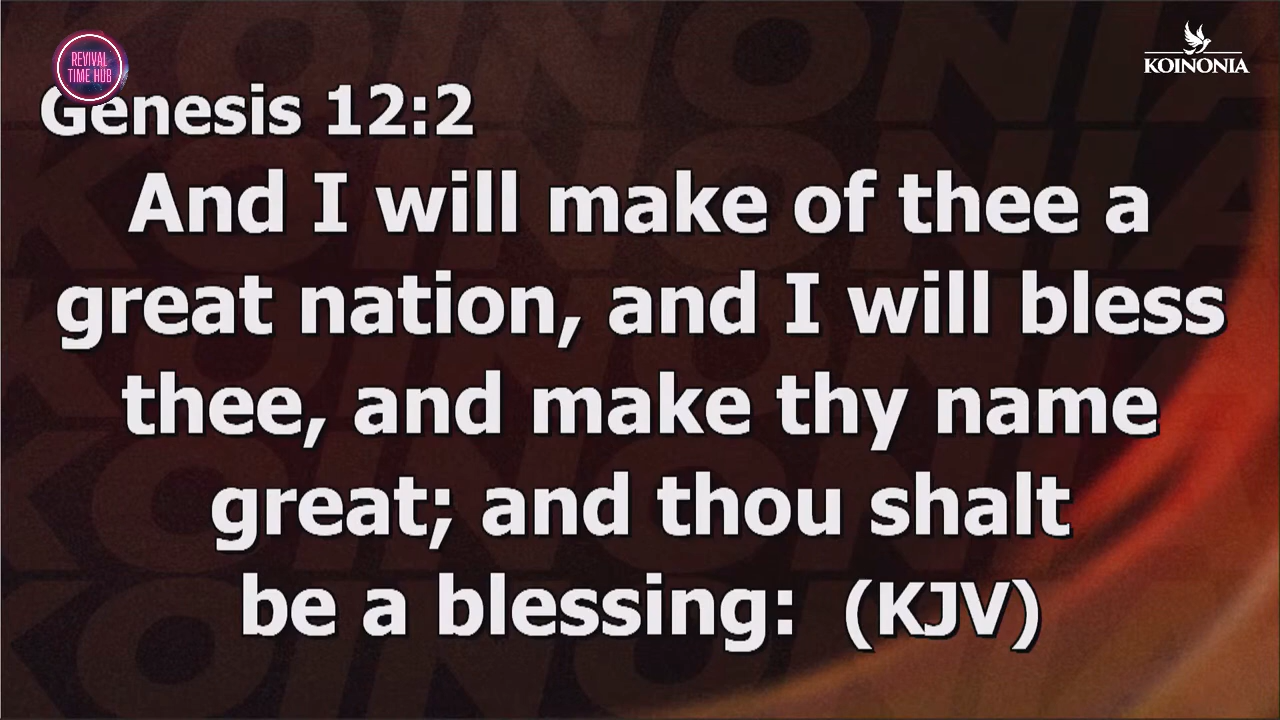 REVIVAL
TIME HUB
KOINONIA
Genesis 12:2
And I will make of thee a
great nation, and I will bless
thee, and make thy name
great; and thou shalt
be a blessing: (KJV)